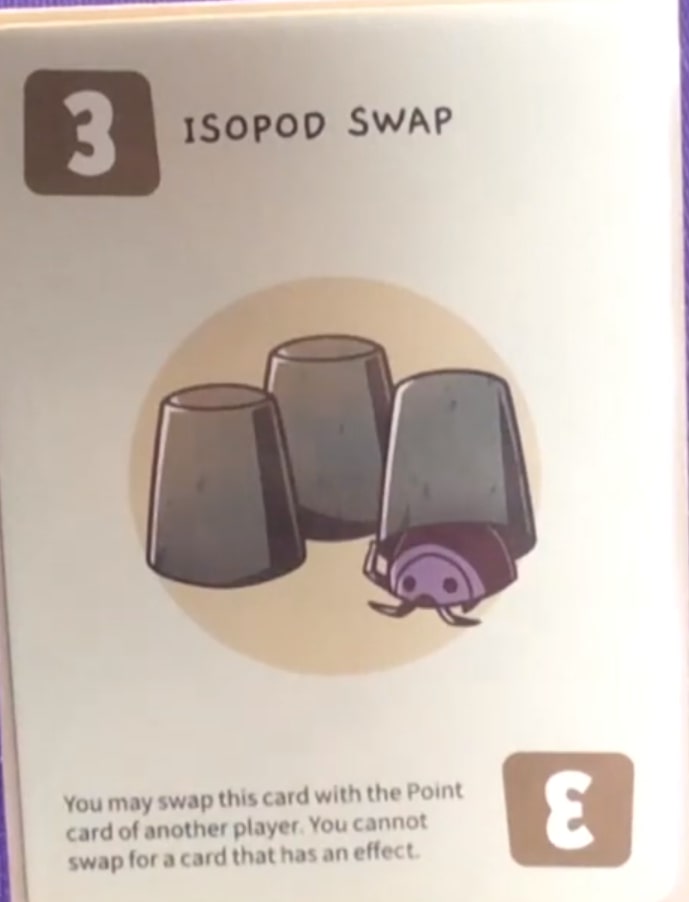 3
ISOPOD SWAP
You may swap this card with the Point
card of another player. You cannot
swap for a card that has an effect.
3